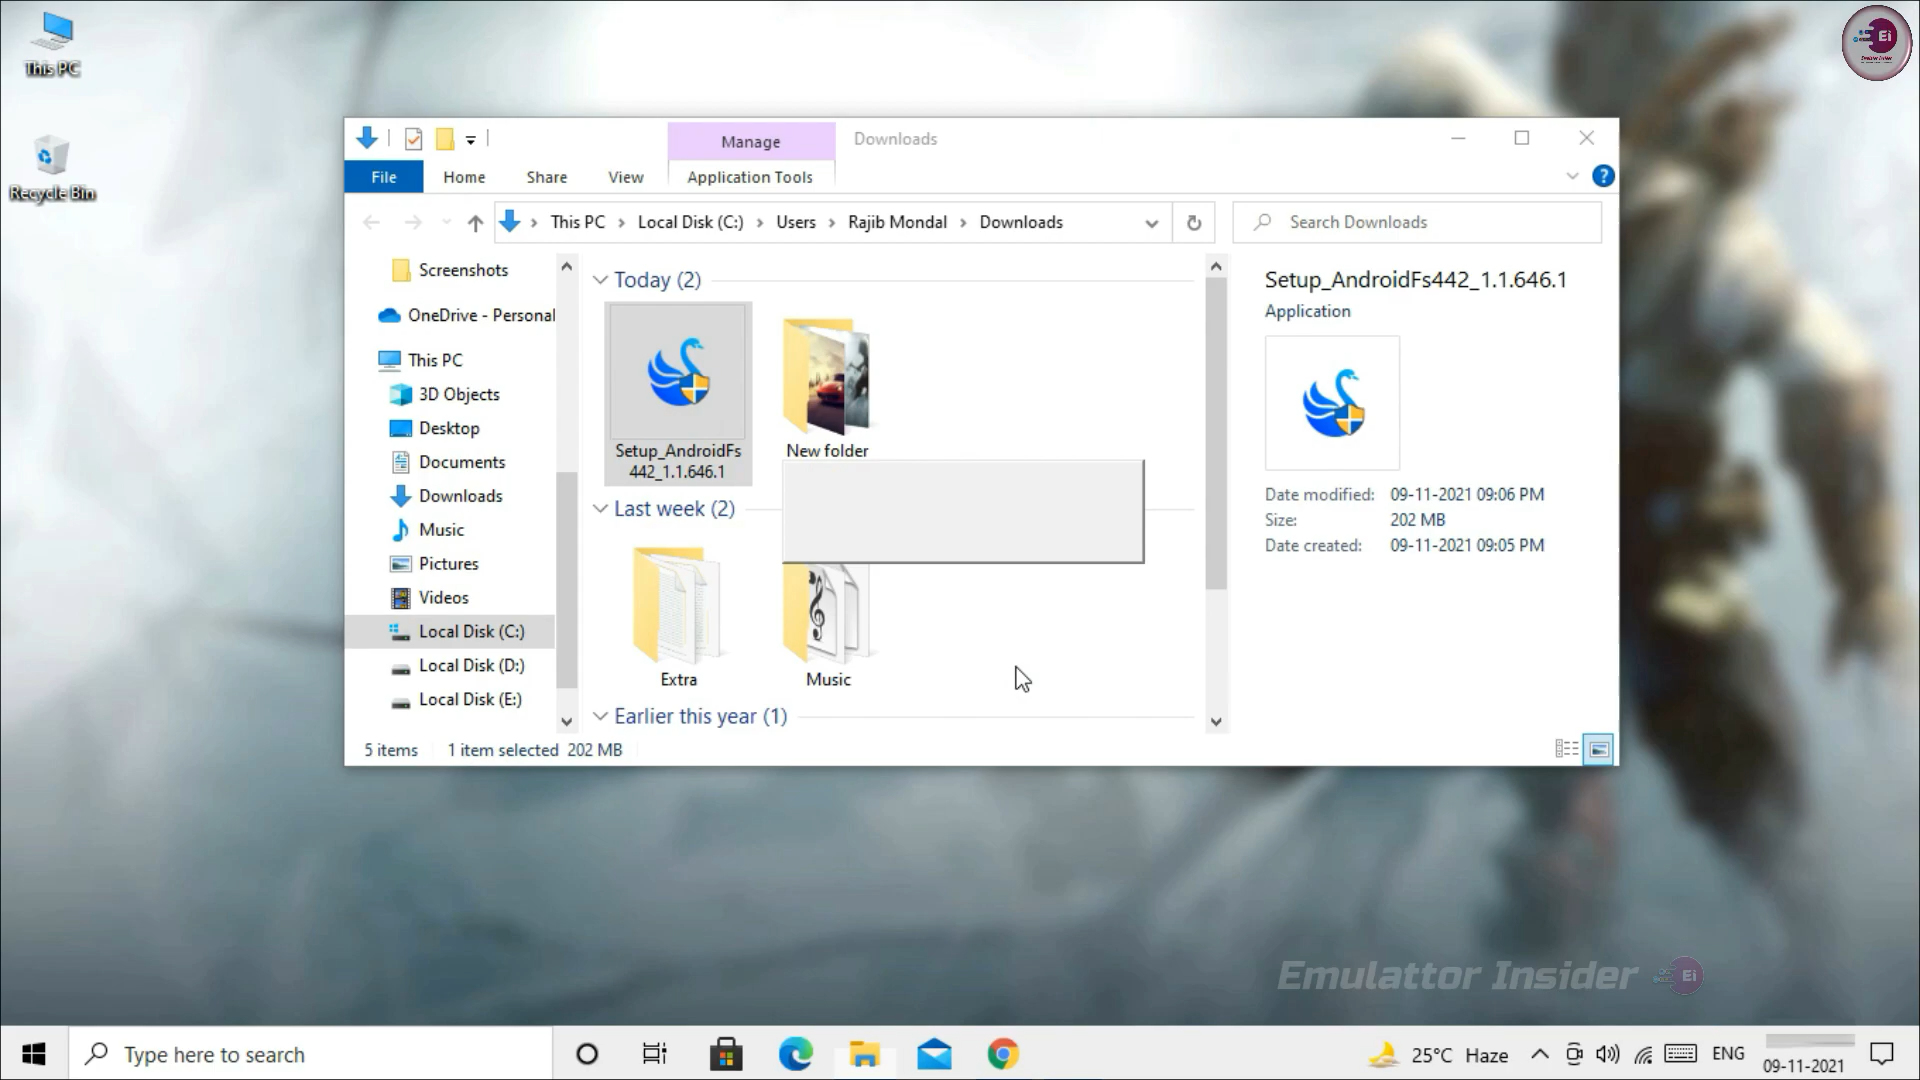 This PC
Recycle Bin
Ei
Manage
Downloads
File
Home
Share
View
Application Tools
This PC
Local Disk (C:)
Users
Rajib Mondal
Downloads
Search Downloads
Screenshots
OneDrive - Personal
This PC
3D Objects
Desktop
Documents
Downloads
Music
Pictures
Videos
Local Disk (C:)
Local Disk (D:)
Local Disk (E:)
Today (2)
Setup_AndroidFs
442_1.1.646.1
New folder
Last week (2)
Extra
Music
Earlier this year (1)
Setup_AndroidFs442_1.1.646.1
Application
Date modified: 09-11-2021 09:06 PM
Size: 202 MB
Date created: 09-11-2021 09:05 PM
5 items
1 item selected 202 MB
Emulattor Insider
Ei
Type here to search
25°C Haze
ENG
09-11-2021